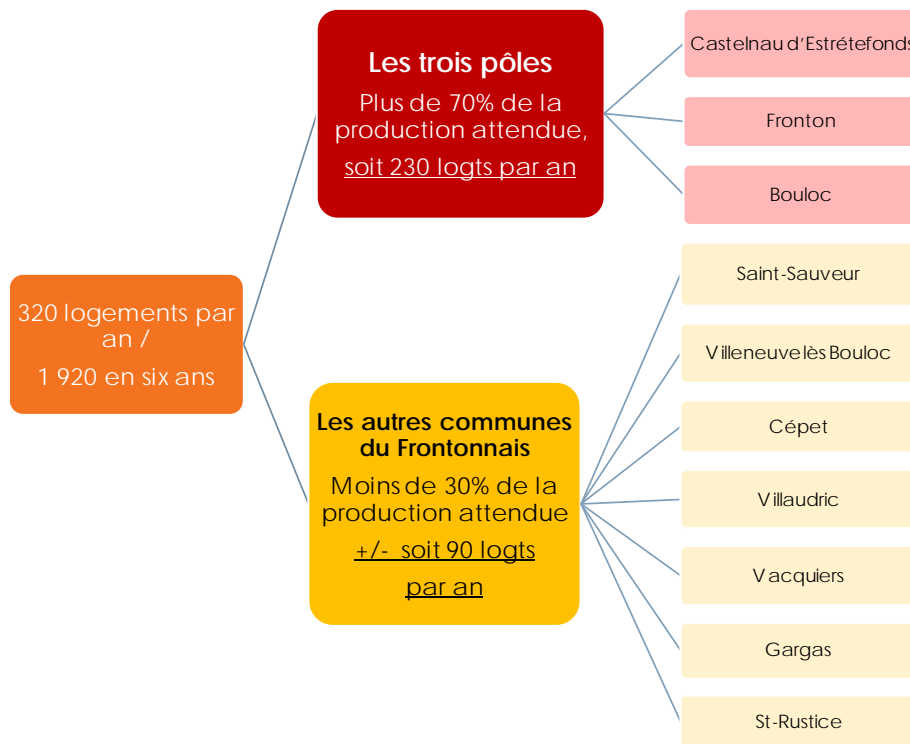 Les trois pôles
Plus de 70% de la
production attendue,
soit 230 logts par an
Castelnau d'Estrétefonds
Fronton
Bouloc
320 logements par
an /
1 920 en six ans
Les autres communes
du Frontonnais
Moins de 30% de la
production attendue
+/- soit 90 logts
par an
Saint-Sauveur
Villeneuve lès Bouloc
Cépet
Villaudric
Vacquiers
Gargas
St-Rustice